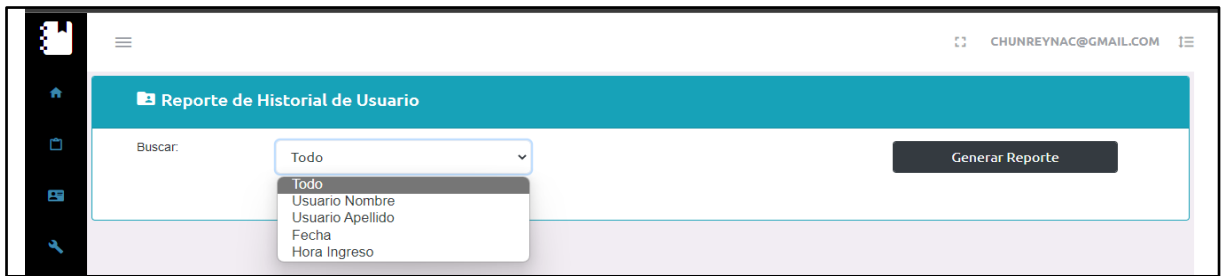 CHUNREYNAC@GMAIL.COM
Reporte de Historial de Usuario
Buscar:
Todo
Generar Reporte
Todo
Usuario Nombre
Usuario Apellido
Fecha
Hora Ingreso